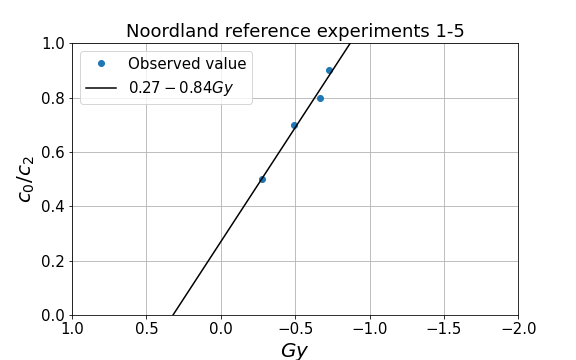 Noordland reference experiments 1-5
1.0
0.8
0.6
0.4
0.2
0.0
c₀/c₂
Observed value
0.27 − 0.84Gy
1.0 0.5 0.0 −0.5 −1.0 −1.5 −2.0
Gy